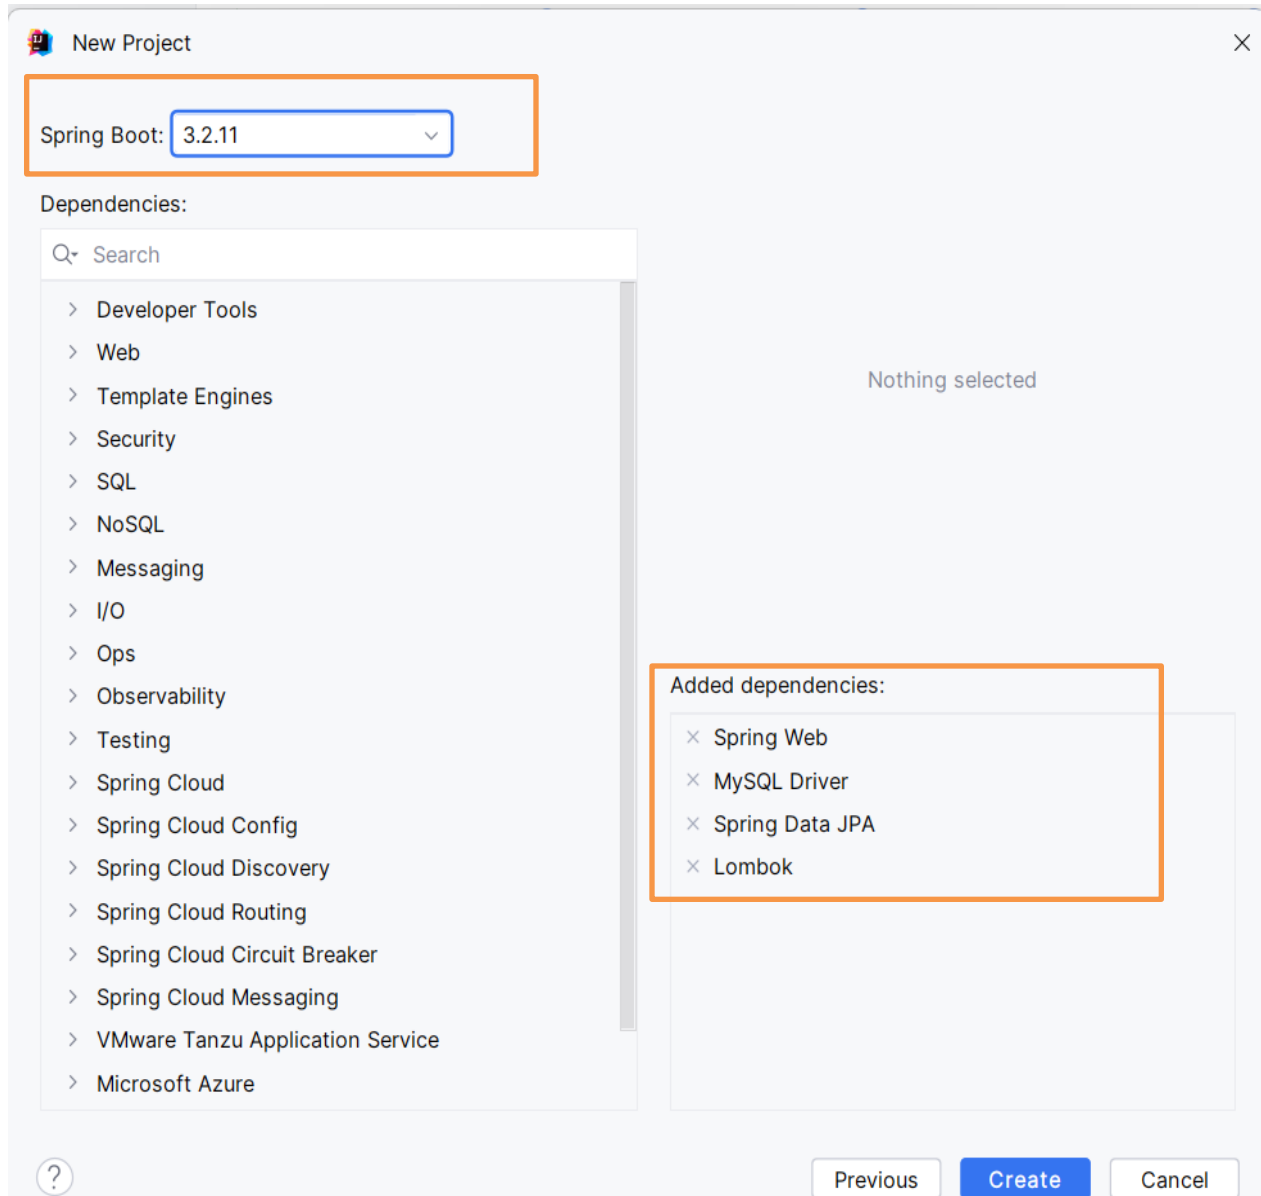 New Project
Spring Boot: 3.2.11
Dependencies:
Search
Developer Tools
Web
Template Engines
Security
SQL
NoSQL
Messaging
I/O
Ops
Observability
Testing
Spring Cloud
Spring Cloud Config
Spring Cloud Discovery
Spring Cloud Routing
Spring Cloud Circuit Breaker
Spring Cloud Messaging
VMware Tanzu Application Service
Microsoft Azure
Nothing selected
Added dependencies:
Spring Web
MySQL Driver
Spring Data JPA
Lombok
? Previous Create Cancel